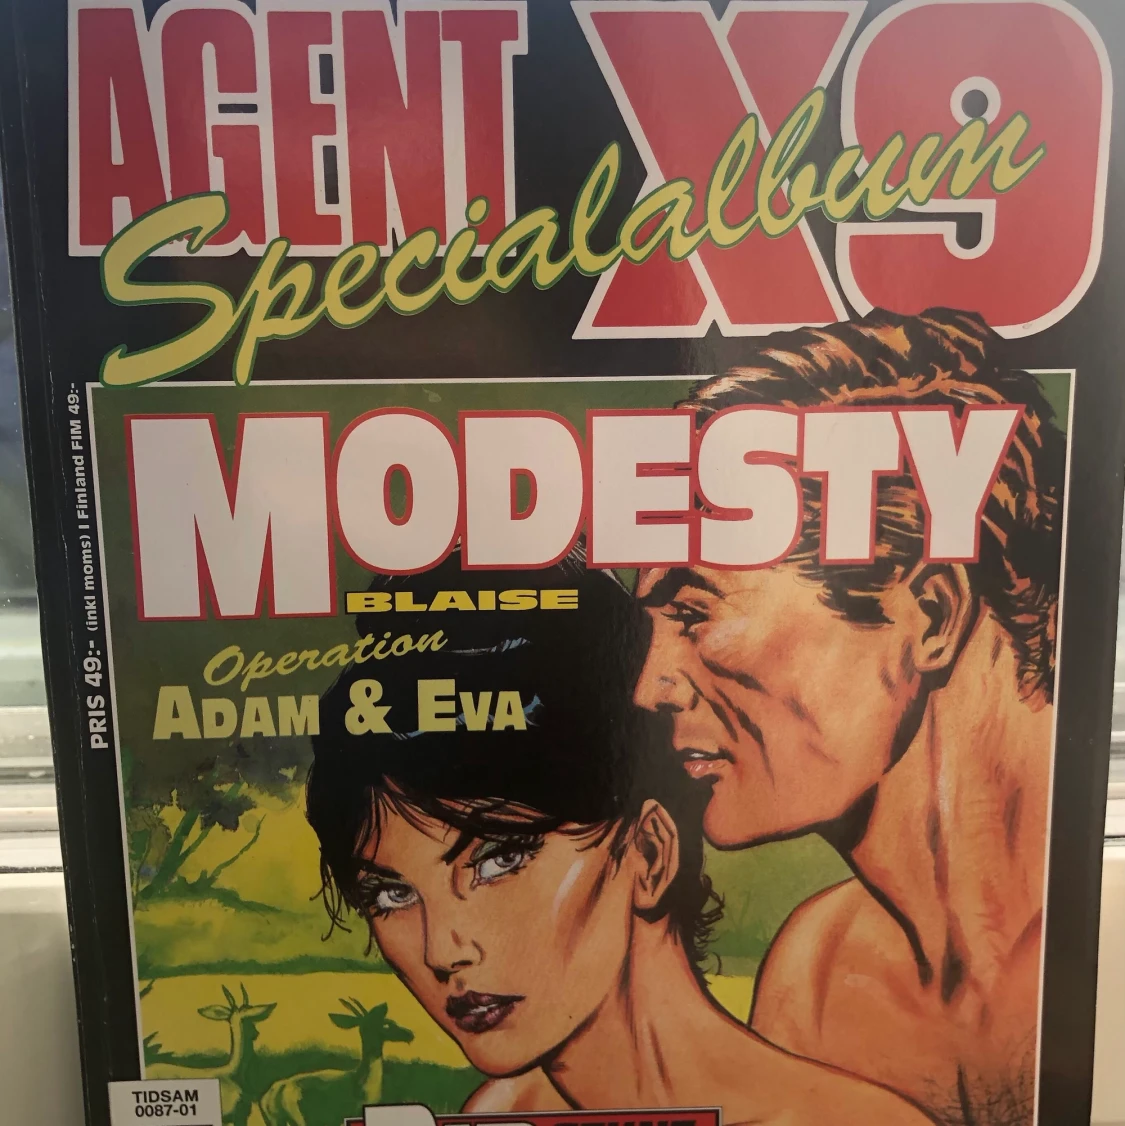 AGENT X9
Specialalbum
MODESTY
BLAISE
Operation
ADAM & EVA
PRIS 49:- (inkl moms) I Finland FIM 49:-
TIDSAM
0087-01